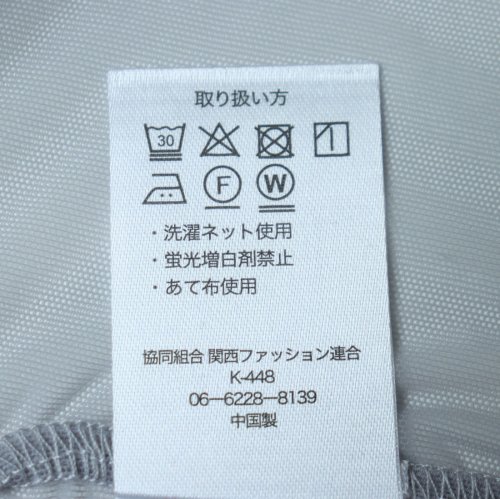 取り扱い方
30
F W
・洗濯ネット使用
・蛍光増白剤禁止
・あて布使用
協同組合 関西ファッション連合
K-448
06-6228-8139
中国製